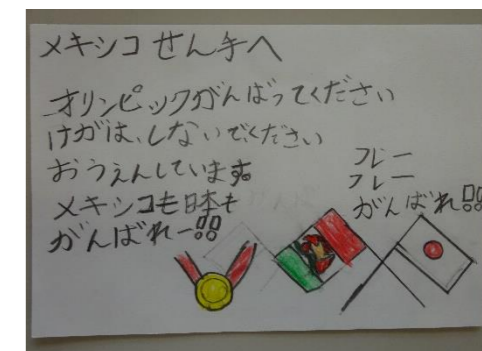 メキシコ せん手へ
オリンピックがんばってください
けがは、しないでください
おうえんしています。
メキシコも日本も
がんばれー!!
フレー
フレー
がんばれ!!